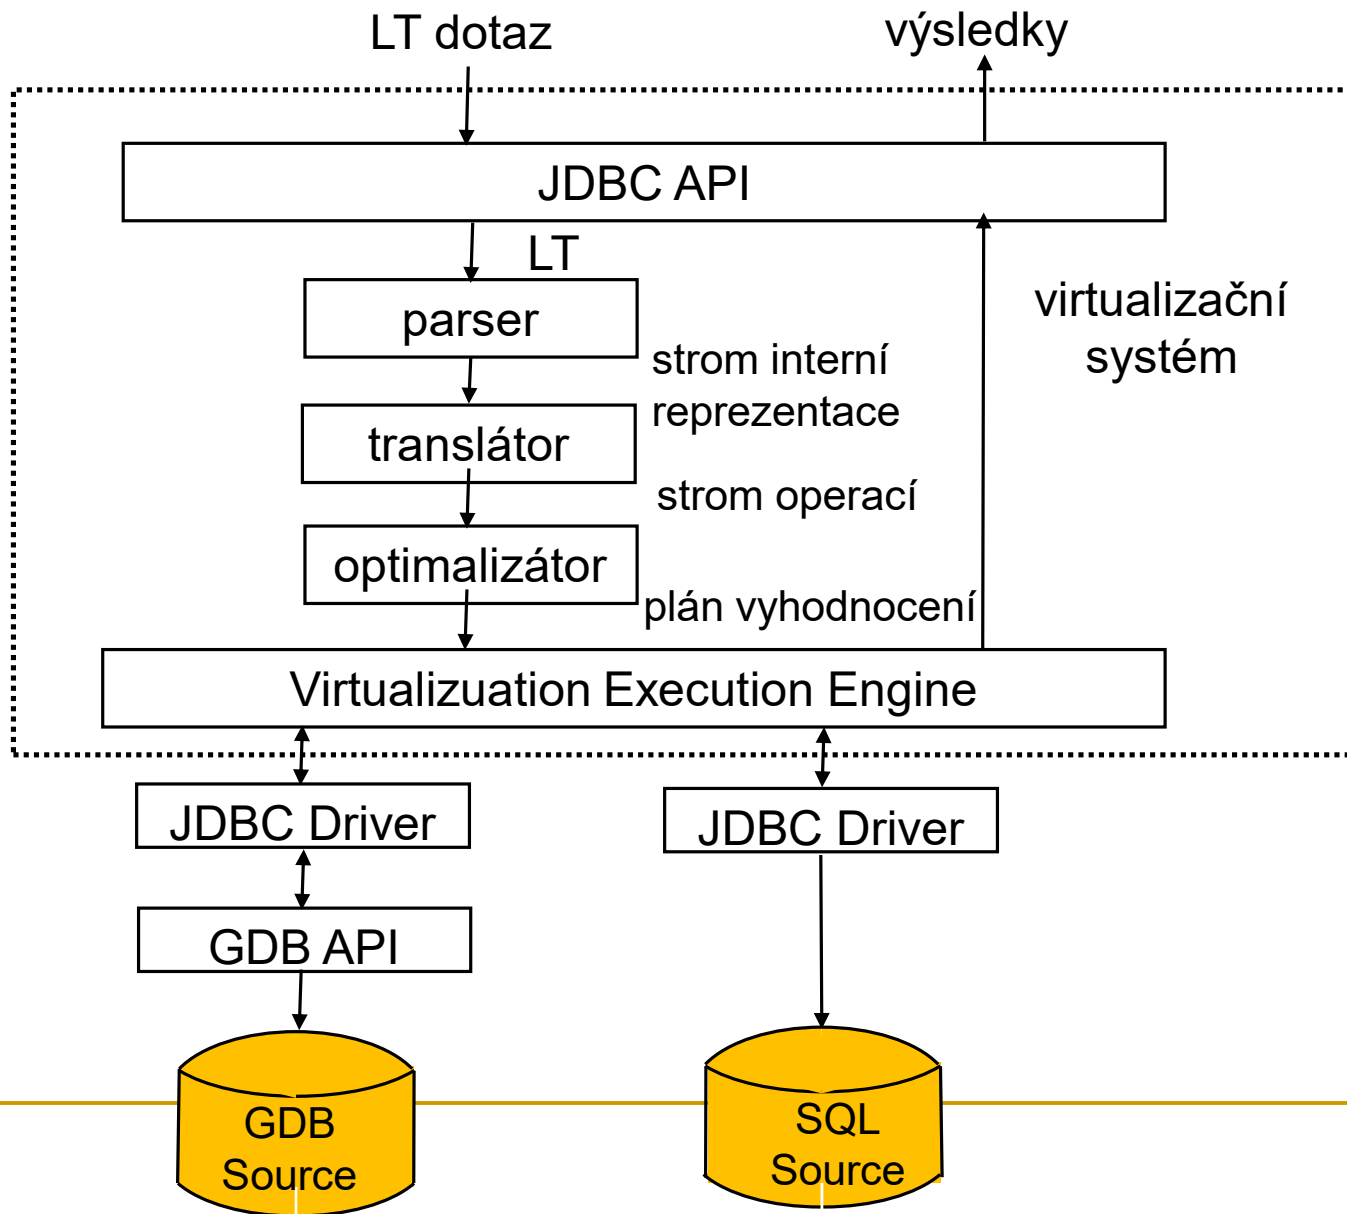 LT dotaz
výsledky
JDBC API
LT
parser
virtualizační
systém
strom interní
reprezentace
translátor
strom operací
optimalizátor
plán vyhodnocení
Virtualizuation Execution Engine
JDBC Driver
JDBC Driver
GDB API
GDB
Source
SQL
Source